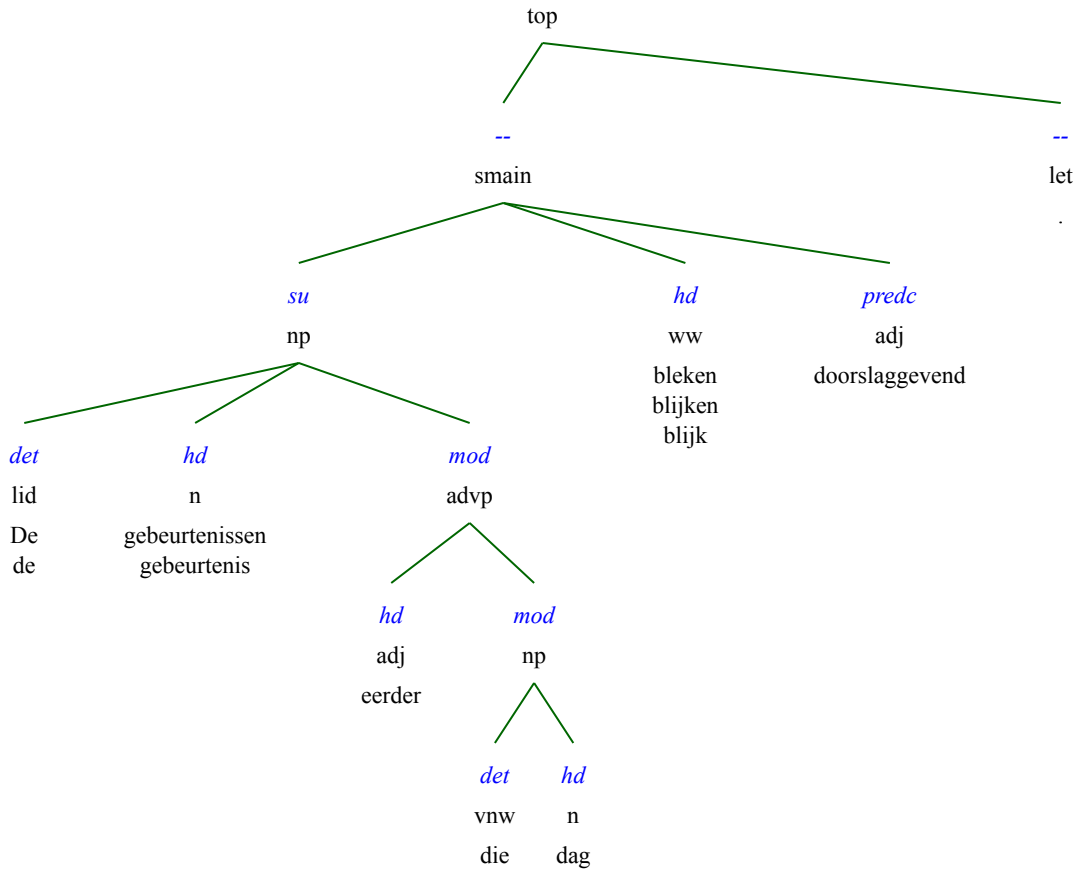 top
-- --
smain let
.
su hd predc
np ww adj
bleken doorslaggevend
blijken
blijk
det hd mod
lid n advp
De gebeurtenissen
de gebeurtenis
hd mod
adj np
eerder
det hd
vnw n
die dag